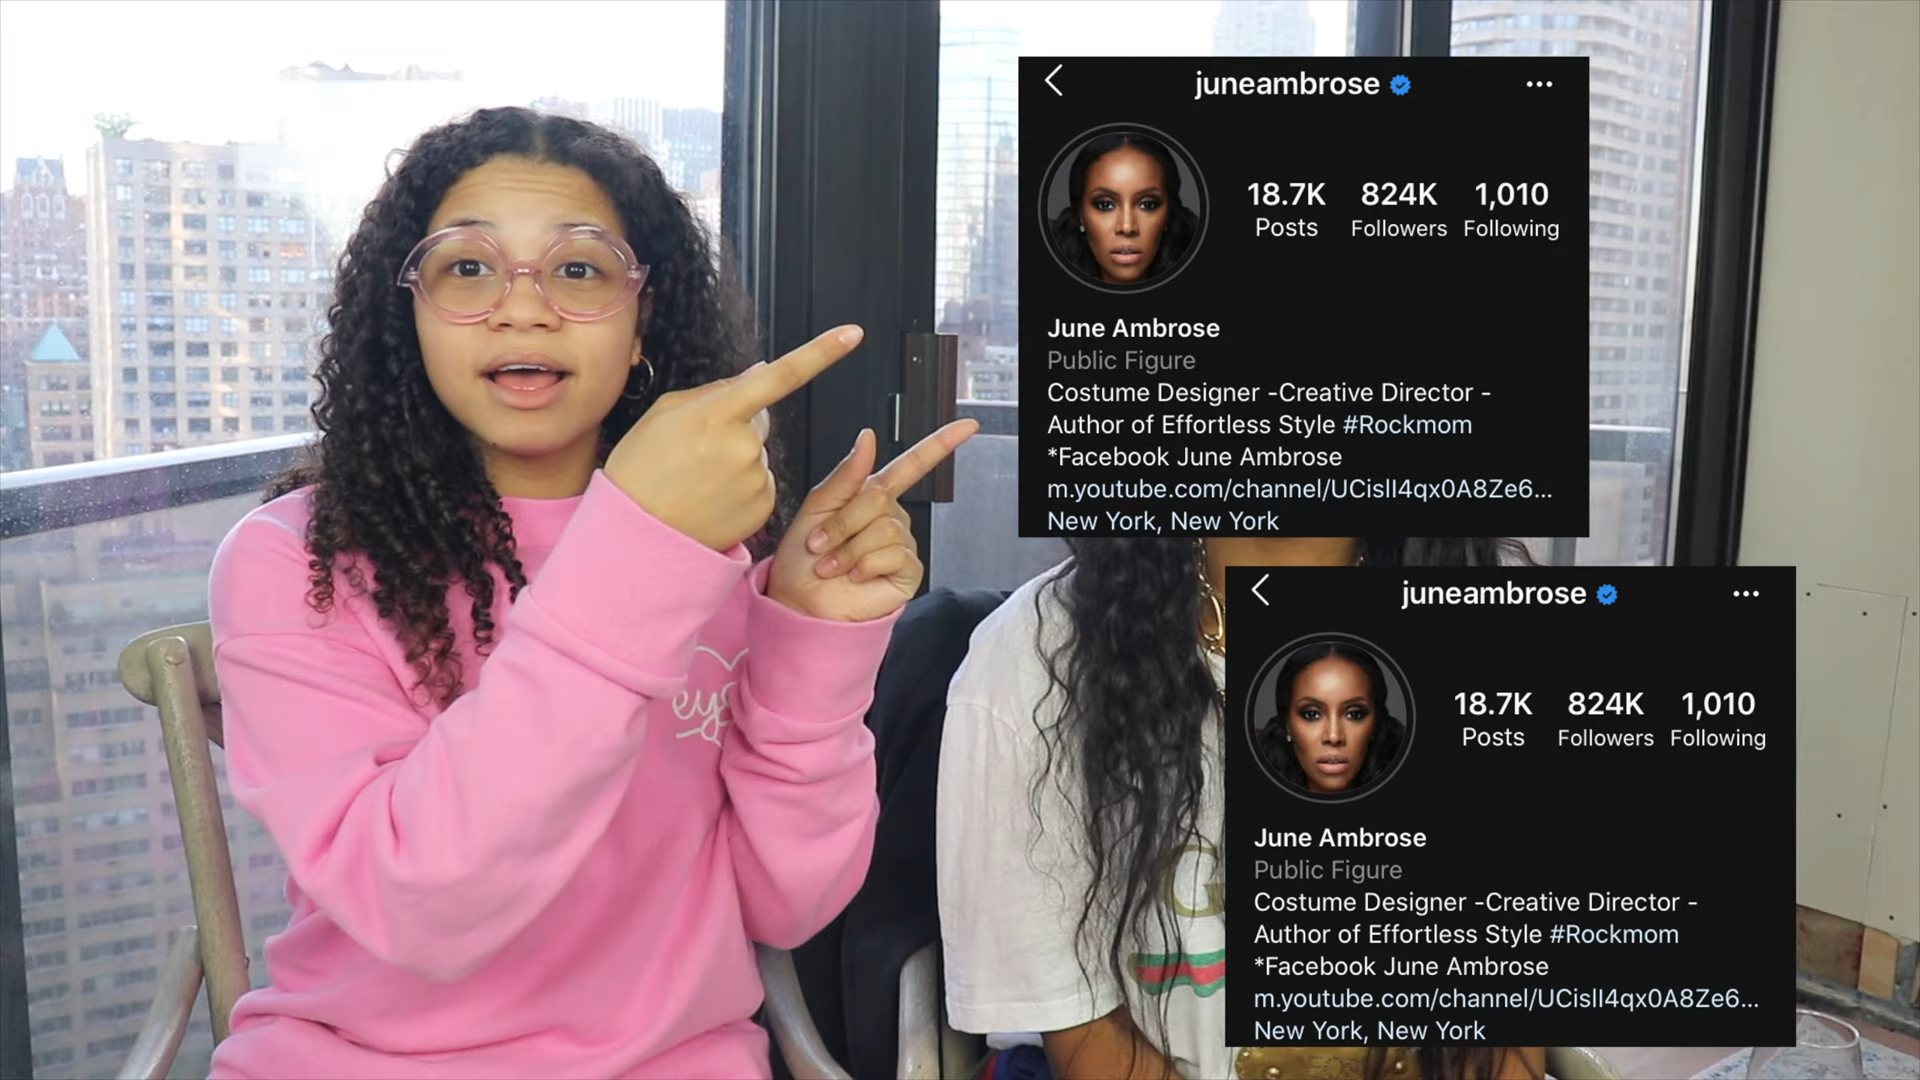 juneambrose
18.7K 824K 1,010
Posts Followers Following
June Ambrose
Public Figure
Costume Designer -Creative Director -
Author of Effortless Style #Rockmom
*Facebook June Ambrose
m.youtube.com/channel/UCisII4qx0A8Ze6...
New York, New York
juneambrose
18.7K 824K 1,010
Posts Followers Following
June Ambrose
Public Figure
Costume Designer -Creative Director -
Author of Effortless Style #Rockmom
*Facebook June Ambrose
m.youtube.com/channel/UCisII4qx0A8Ze6...
New York, New York